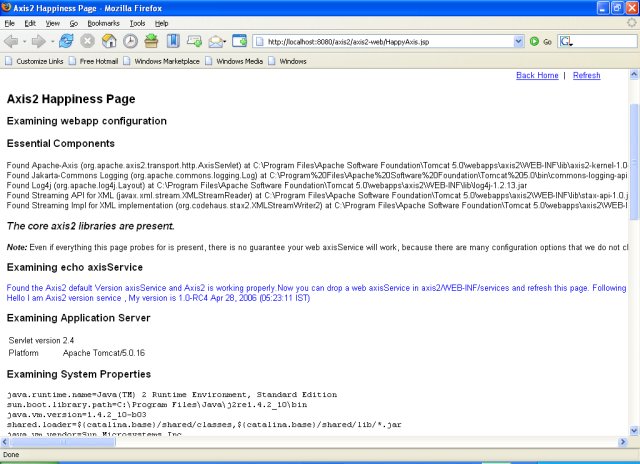 Axis2 Happiness Page - Mozilla Firefox
File Edit View Go Bookmarks Tools Help
http://localhost:8080/axis2/axis2-web/HappyAxis.jsp Go
Customize Links Free Hotmail Windows Marketplace Windows Media Windows
Back Home | Refresh
Axis2 Happiness Page
Examining webapp configuration
Essential Components
Found Apache-Axis (org.apache.axis2.transport.http.AxisServlet) at C:\Program Files\Apache Software Foundation\Tomcat 5.0\webapps\axis2\WEB-INF\lib\axis2-kernel-1.0-
Found Jakarta-Commons Logging (org.apache.commons.logging.Log) at C:\Program%20Files\Apache%20Software%20Foundation\Tomcat%205.0\bin\commons-logging-api
Found Log4j (org.apache.log4j.Layout) at C:\Program Files\Apache Software Foundation\Tomcat 5.0\webapps\axis2\WEB-INF\lib\log4j-1.2.13.jar
Found Streaming API for XML (javax.xml.stream.XMLStreamReader) at C:\Program Files\Apache Software Foundation\Tomcat 5.0\webapps\axis2\WEB-INF\lib\stax-api-1.0.j
Found Streaming Impl for XML implementation (org.codehaus.stax2.XMLStreamWriter2) at C:\Program Files\Apache Software Foundation\Tomcat 5.0\webapps\axis2\WEB-I
The core axis2 libraries are present.
Note: Even if everything this page probes for is present, there is no guarantee your web axisService will work, because there are many configuration options that we do not cl
Examining echo axisService
Found the Axis2 default Version axisService and Axis2 is working properly.Now you can drop a web axisService in axis2/WEB-INF/services and refresh this page. Following
Hello I am Axis2 version service , My version is 1.0-RC4 Apr 28, 2006 (05:23:11 IST)
Examining Application Server
Servlet version 2.4
Platform Apache Tomcat/5.0.16
Examining System Properties
java.runtime.name=Java(TM) 2 Runtime Environment, Standard Edition
sun.boot.library.path=C:\Program Files\Java\j2re1.4.2_10\bin
java.vm.version=1.4.2_10-b03
shared.loader=${catalina.base}/shared/classes,${catalina.base}/shared/lib/*.jar
java.vm.vendor=Sun Microsystems Inc.
Done